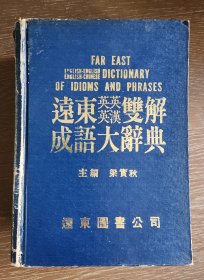 FAR EAST
ENGLISH-ENGLISH
ENGLISH-CHINESE DICTIONARY
OF IDIOMS AND PHRASES
遠東英英英漢雙解
成語大辭典
主編 梁實秋
遠東圖書公司